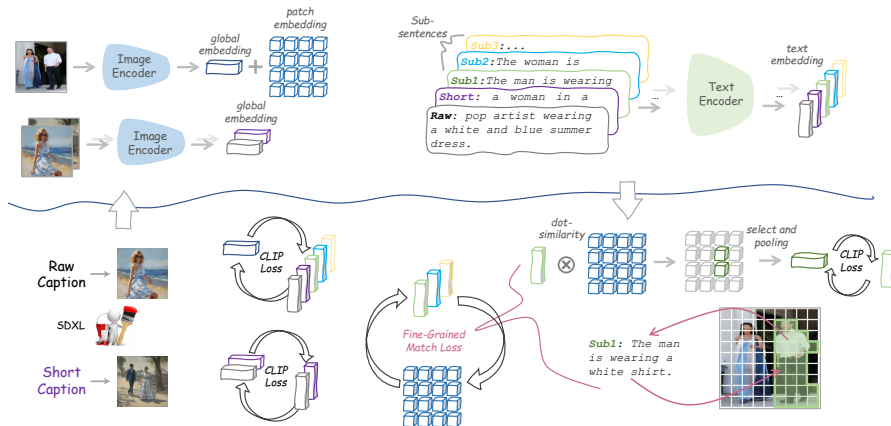 Image
Encoder
global
embedding
patch
embedding
Image
Encoder
global
embedding
Sub-
sentences
Sub3:...
Sub2:The woman is
Sub1:The man is wearing
Short: a woman in a
Raw: pop artist wearing
a white and blue summer
dress.
...
Text
Encoder
...
text
embedding
Raw
Caption
SDXL
Short
Caption
CLIP
Loss
CLIP
Loss
Fine-Grained
Match Loss
dot-
similarity
select and
pooling
CLIP
Loss
Sub1: The man
is wearing a
white shirt.